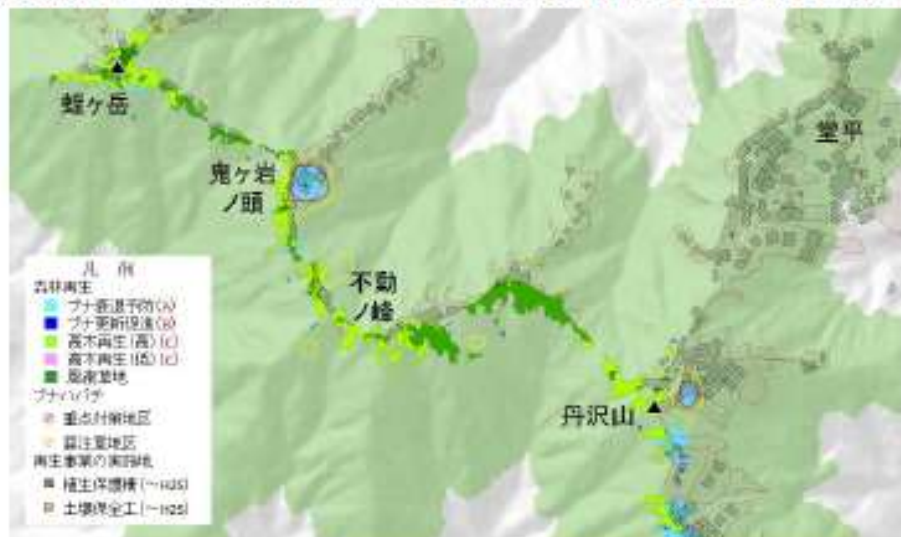 蛭ヶ岳
堂平
鬼ヶ岩
ノ頭
不動
ノ峰
丹沢山
凡 例
森林再生
ブナ衰退予防(A)
ブナ更新促進(B)
高木再生(高)(C)
高木再生(低)(C)
風衝草地
ブナハバチ
重点対策地区
要注意地区
再生事業の実施地
植生保護柵(～H25)
土壌保全工(～H25)